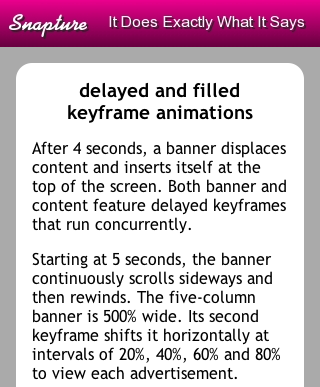 Snapture It Does Exactly What It Says
delayed and filled
keyframe animations
After 4 seconds, a banner displaces
content and inserts itself at the
top of the screen. Both banner and
content feature delayed keyframes
that run concurrently.
Starting at 5 seconds, the banner
continuously scrolls sideways and
then rewinds. The five-column
banner is 500% wide. Its second
keyframe shifts it horizontally at
intervals of 20%, 40%, 60% and 80%
to view each advertisement.